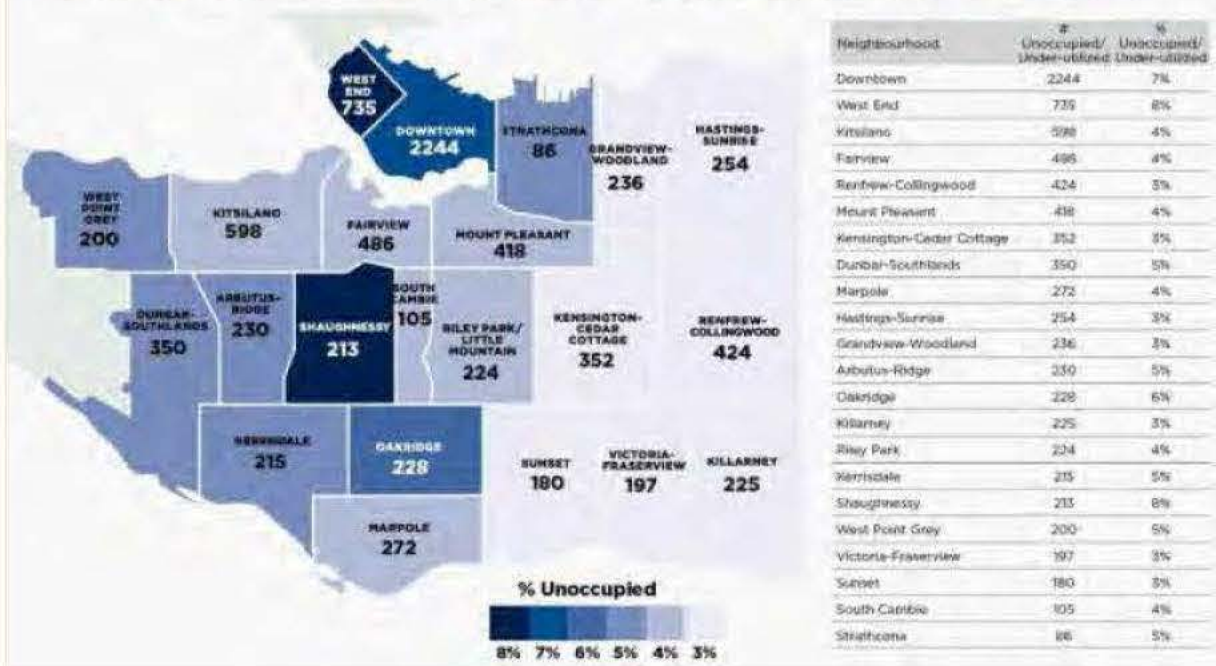 WEST
END
735
DOWNTOWN
2244
STRATHCONA
86
GRANDVIEW-
WOODLAND
236
HASTINGS-
SUNRISE
254
WEST
POINT
GREY
200
KITSILANO
598
FAIRVIEW
486
MOUNT PLEASANT
418
DUNBAR-
SOUTHLANDS
350
ARBUTUS-
RIDGE
230
SHAUGHNESSY
213
SOUTH
CAMBIE
105
RILEY PARK/
LITTLE
MOUNTAIN
224
KENSINGTON-
CEDAR
COTTAGE
352
RENFREW-
COLLINGWOOD
424
KERRISDALE
215
OAKRIDGE
228
SUNSET
180
VICTORIA-
FRASERVIEW
197
KILLARNEY
225
MARPOLE
272
% Unoccupied
8% 7% 6% 5% 4% 3%
Neighbourhood # Unoccupied/ Under-utilized % Unoccupied/ Under-utilized
Downtown 2244 7%
West End 735 8%
Kitsilano 598 4%
Fairview 486 4%
Renfrew-Collingwood 424 3%
Mount Pleasant 418 4%
Kensington-Cedar Cottage 352 3%
Dunbar-Southlands 350 5%
Marpole 272 4%
Hastings-Sunrise 254 3%
Grandview-Woodland 236 3%
Arbutus-Ridge 230 5%
Oakridge 228 6%
Killarney 225 3%
Riley Park 224 4%
Kerrisdale 215 5%
Shaughnessy 213 8%
West Point Grey 200 5%
Victoria-Fraserview 197 3%
Sunset 180 3%
South Cambie 105 4%
Strathcona 86 5%